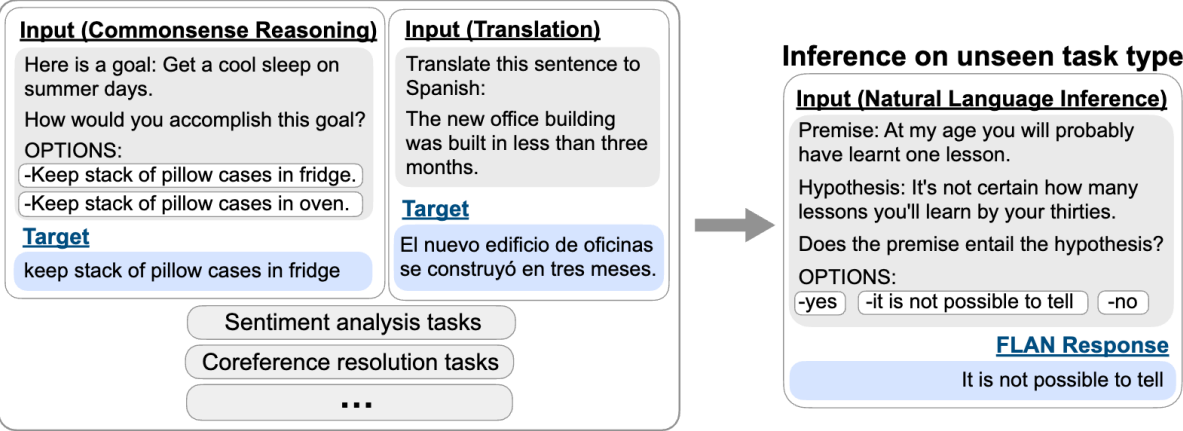 Input (Commonsense Reasoning)
Here is a goal: Get a cool sleep on
summer days.
How would you accomplish this goal?
OPTIONS:
-Keep stack of pillow cases in fridge.
-Keep stack of pillow cases in oven.
Target
keep stack of pillow cases in fridge
Input (Translation)
Translate this sentence to
Spanish:
The new office building
was built in less than three
months.
Target
El nuevo edificio de oficinas
se construyó en tres meses.
Sentiment analysis tasks
Coreference resolution tasks
...
Inference on unseen task type
Input (Natural Language Inference)
Premise: At my age you will probably
have learnt one lesson.
Hypothesis: It's not certain how many
lessons you'll learn by your thirties.
Does the premise entail the hypothesis?
OPTIONS:
-yes -it is not possible to tell -no
FLAN Response
It is not possible to tell